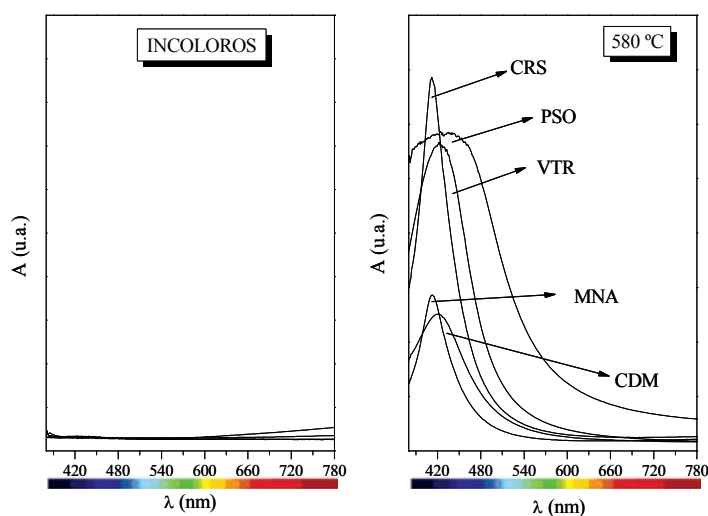 INCOLOROS
A (u.a.)
420 480 540 600 660 720 780
λ (nm)
580 ºC
CRS
PSO
VTR
MNA
CDM
A (u.a.)
420 480 540 600 660 720 780
λ (nm)